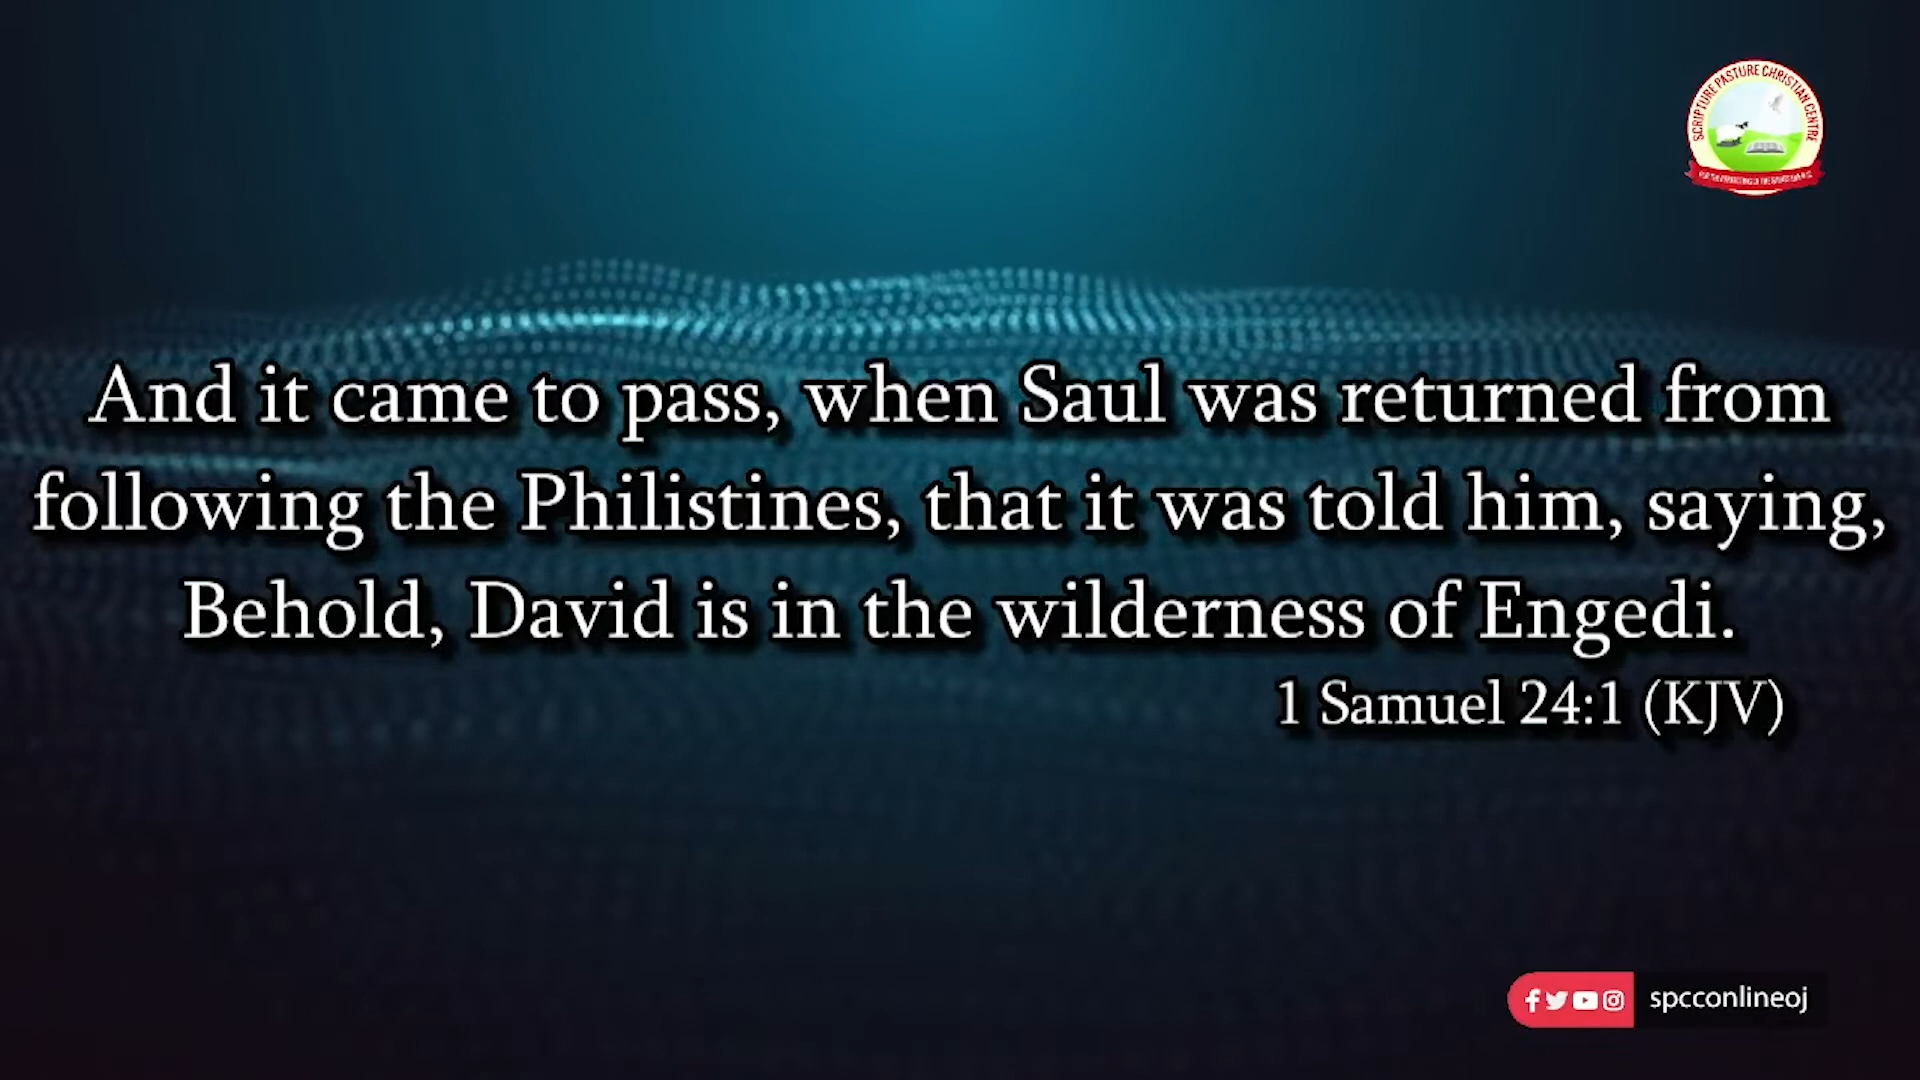 SCRIPTURE PASTURE CHRISTIAN CENTRE
And it came to pass, when Saul was returned from
following the Philistines, that it was told him, saying,
Behold, David is in the wilderness of Engedi.
1 Samuel 24:1 (KJV)
spcconlineoj